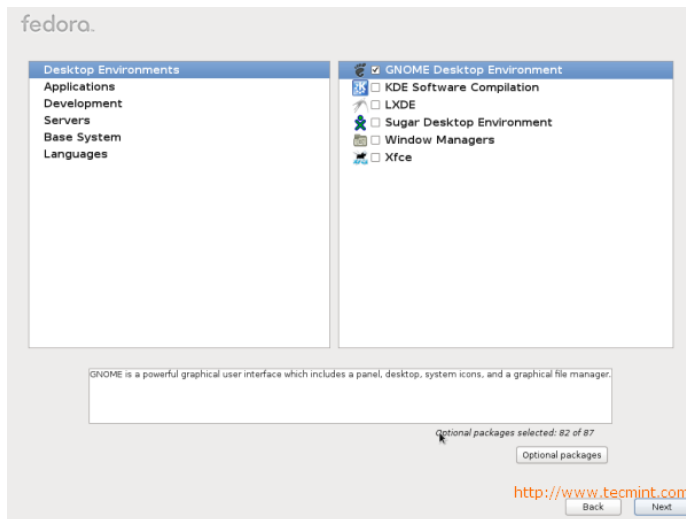 fedora.
Desktop Environments
Applications
Development
Servers
Base System
Languages
GNOME Desktop Environment
KDE Software Compilation
LXDE
Sugar Desktop Environment
Window Managers
Xfce
GNOME is a powerful graphical user interface which includes a panel, desktop, system icons, and a graphical file manager.
Optional packages selected: 82 of 87
Optional packages
http://www.tecmint.com
Back Next